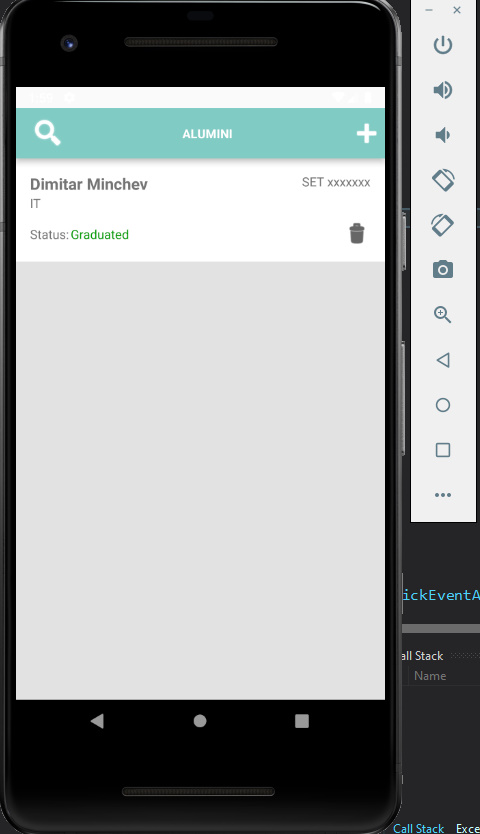 ALUMINI
Dimitar Minchev
SET xxxxxxx
IT
Status: Graduated
ickEventA
all Stack
Name
Call Stack Exce